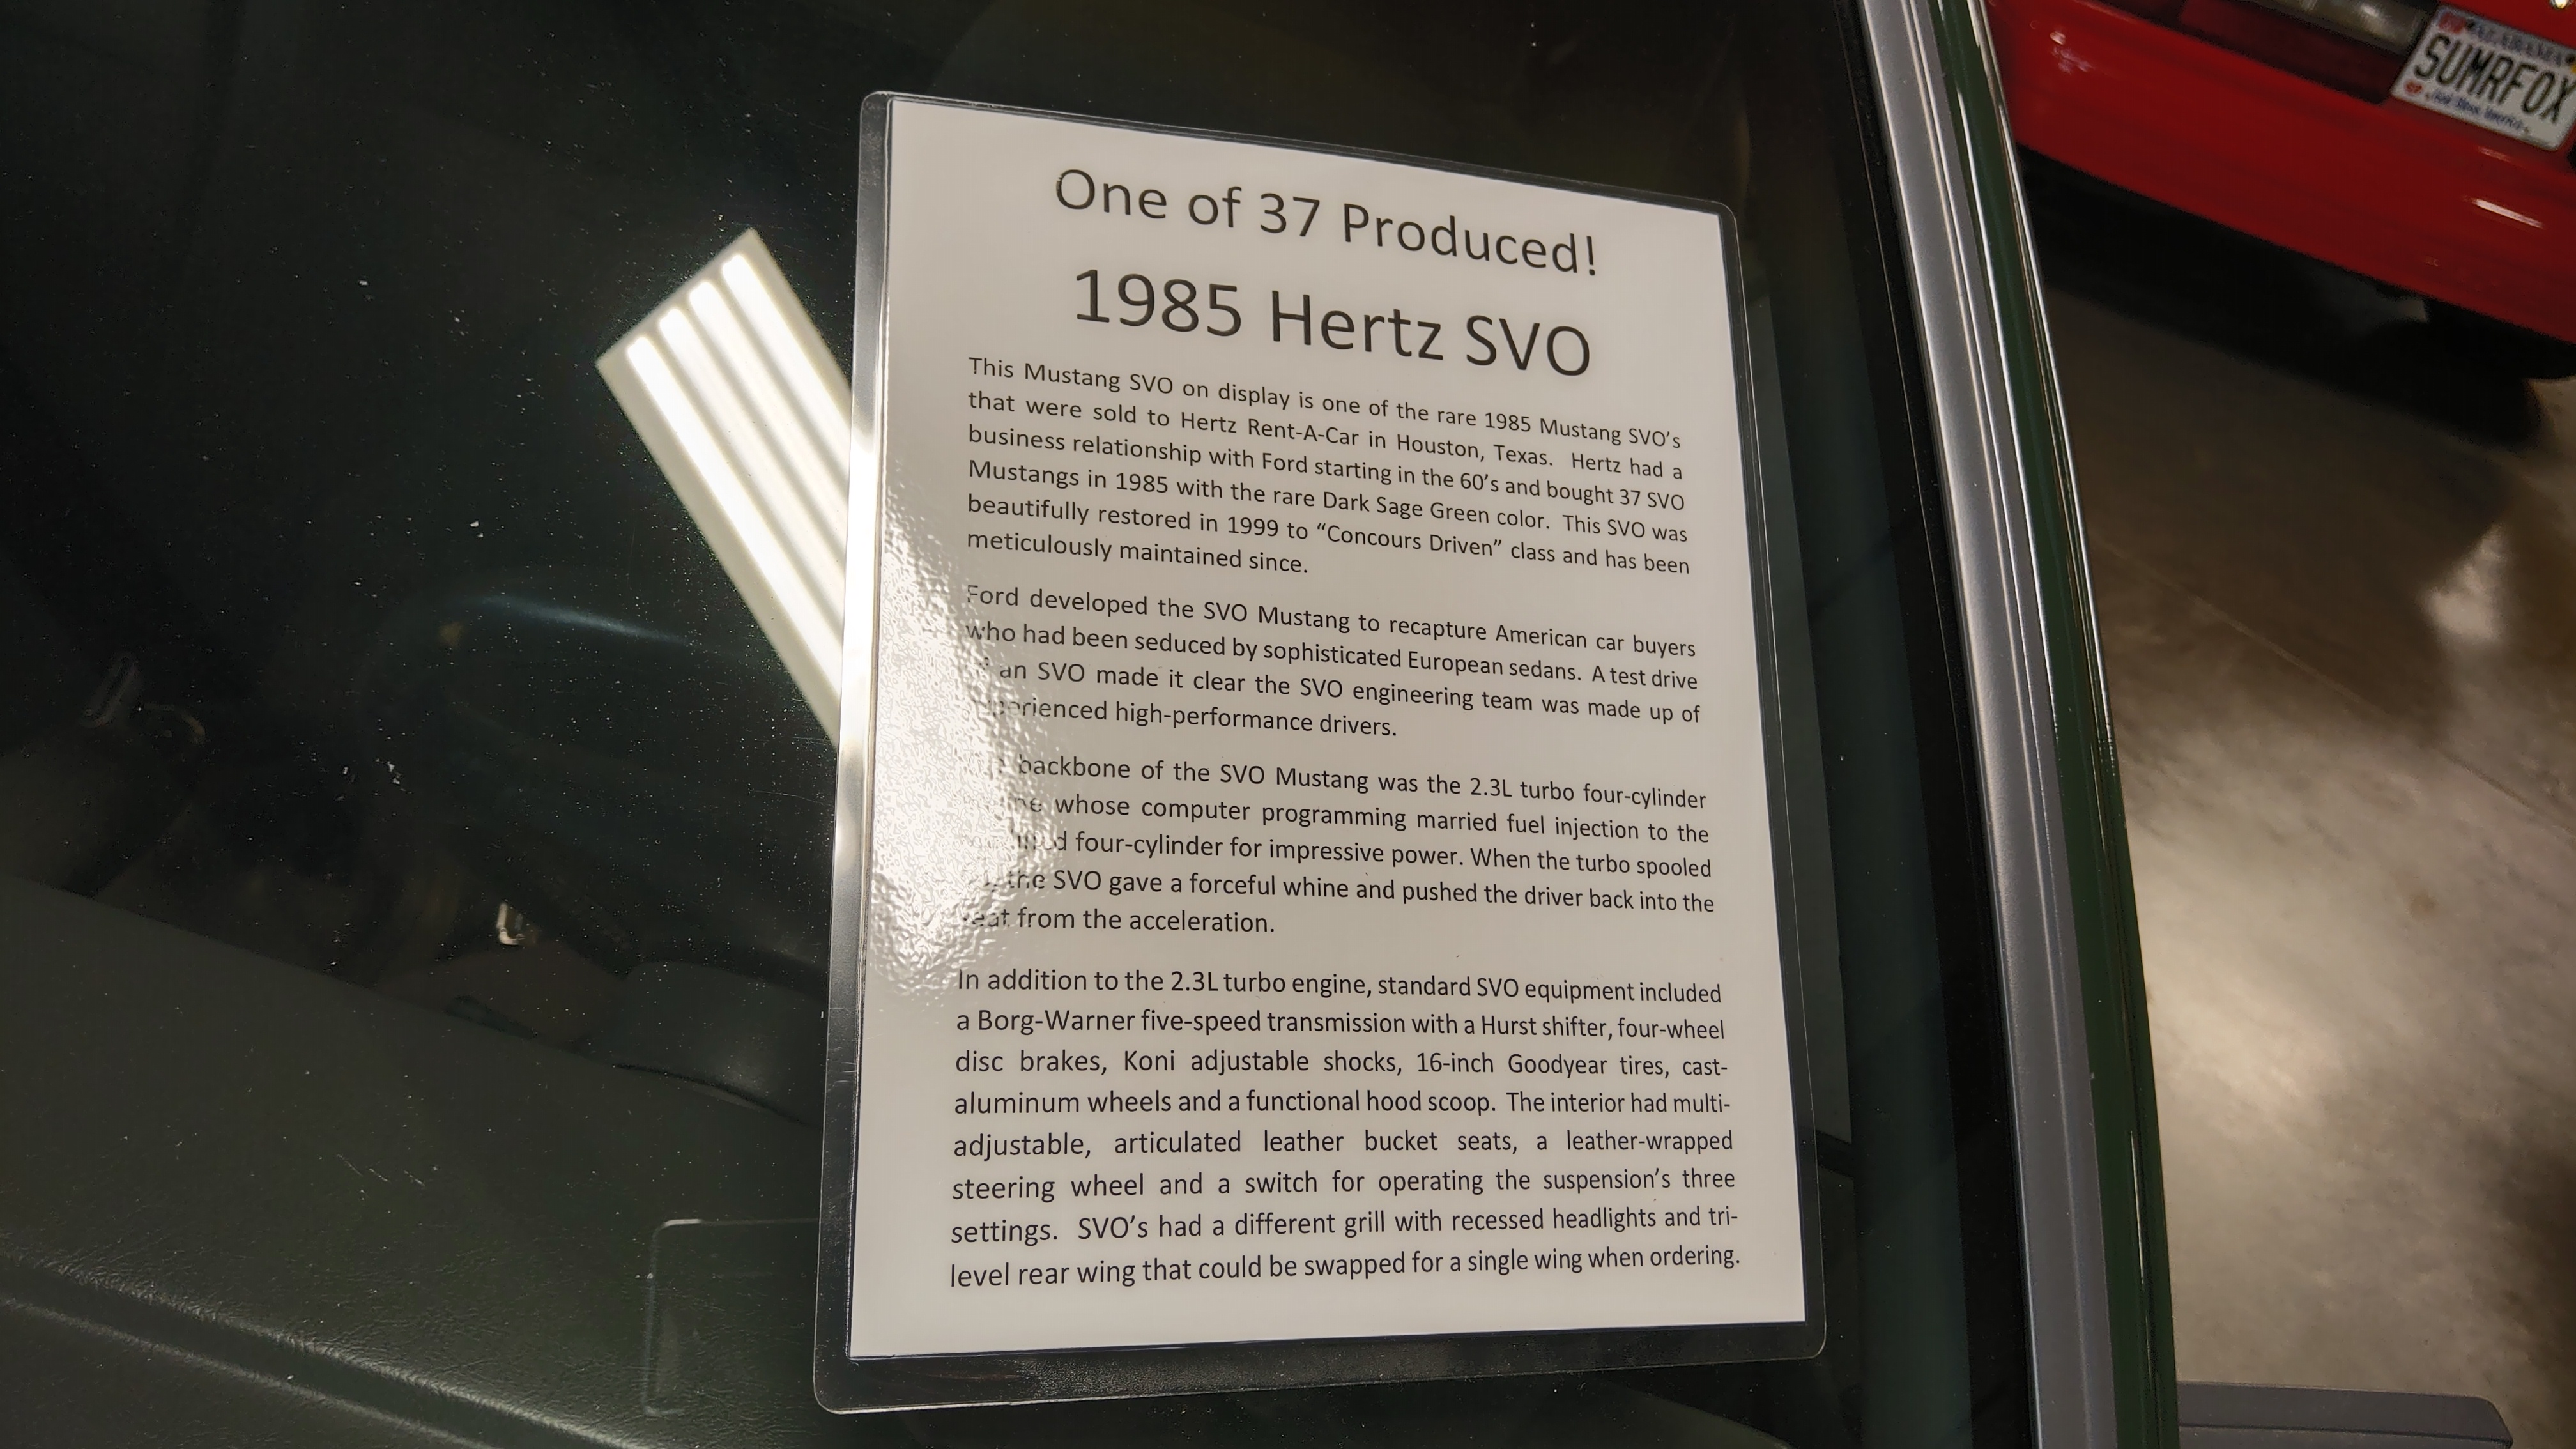 One of 37 Produced!
1985 Hertz SVO
This Mustang SVO on display is one of the rare 1985 Mustang SVO's
that were sold to Hertz Rent-A-Car in Houston, Texas. Hertz had a
business relationship with Ford starting in the 60's and bought 37 SVO
Mustangs in 1985 with the rare Dark Sage Green color. This SVO was
beautifully restored in 1999 to “Concours Driven” class and has been
meticulously maintained since.
Ford developed the SVO Mustang to recapture American car buyers
who had been seduced by sophisticated European sedans. A test drive
an SVO made it clear the SVO engineering team was made up of
experienced high-performance drivers.
backbone of the SVO Mustang was the 2.3L turbo four-cylinder
whose computer programming married fuel injection to the
four-cylinder for impressive power. When the turbo spooled
the SVO gave a forceful whine and pushed the driver back into the
seat from the acceleration.
In addition to the 2.3L turbo engine, standard SVO equipment included
a Borg-Warner five-speed transmission with a Hurst shifter, four-wheel
disc brakes, Koni adjustable shocks, 16-inch Goodyear tires, cast-
aluminum wheels and a functional hood scoop. The interior had multi-
adjustable, articulated leather bucket seats, a leather-wrapped
steering wheel and a switch for operating the suspension's three
settings. SVO's had a different grill with recessed headlights and tri-
level rear wing that could be swapped for a single wing when ordering.
SUMRFOX